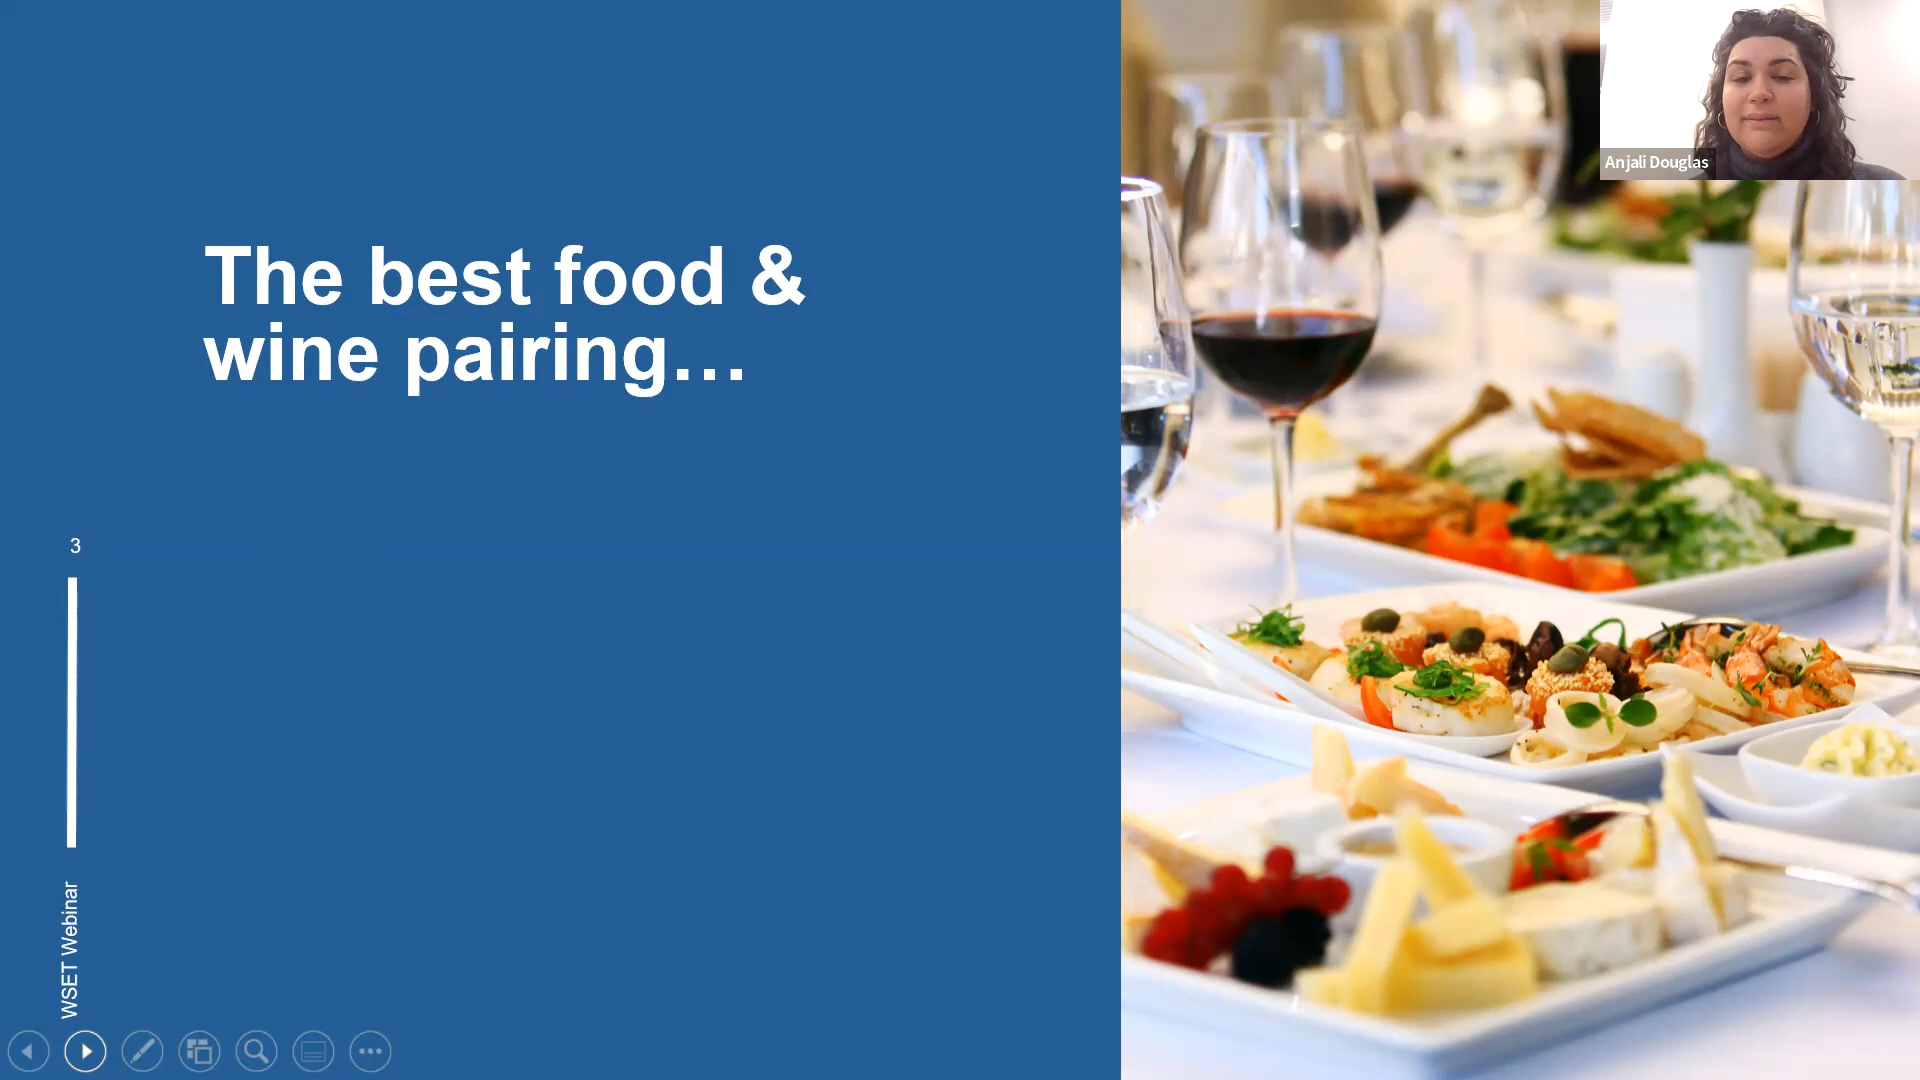 The best food &
wine pairing…
3
WSET Webinar
Anjali Douglas